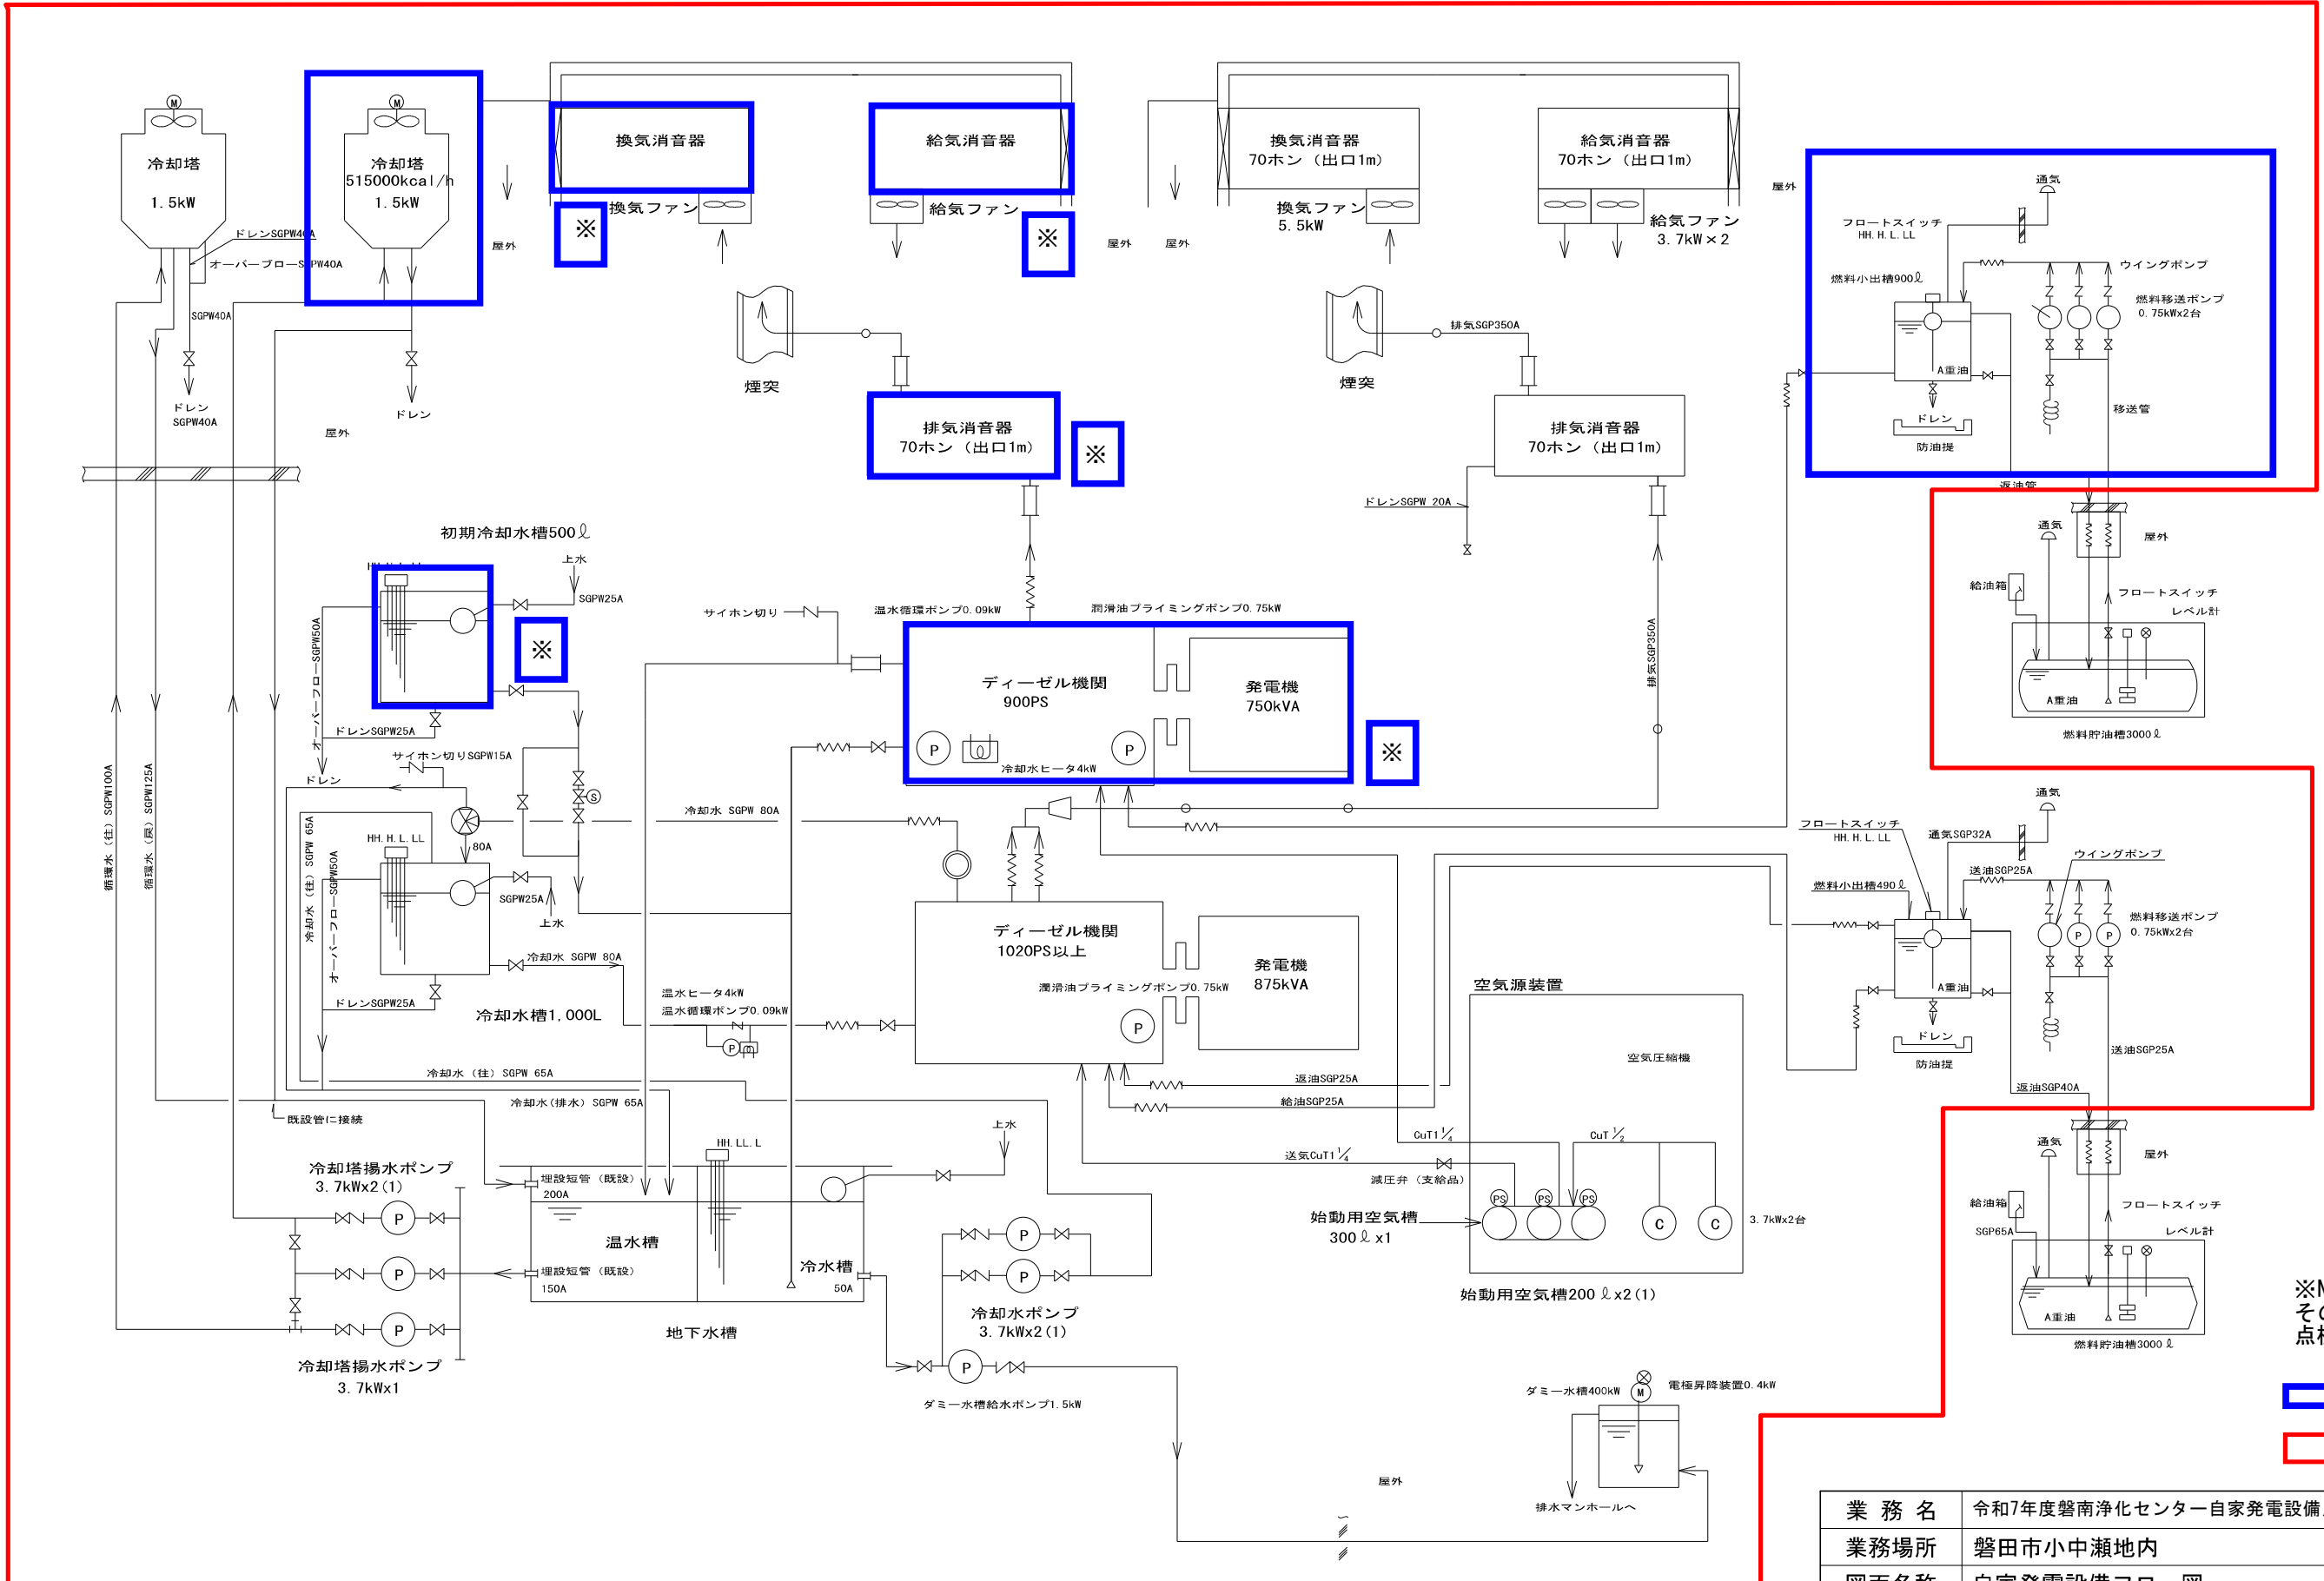 M
冷却塔
1.5kW
M
冷却塔
515000kcal/h
1.5kW
ドレンSGPW40A
オーバーブローSGPW40A
SGPW40A
ドレン
SGPW40A
ドレン
屋外
屋外
換気消音器
換気ファン
※
給気消音器
給気ファン
※
屋外
屋外
換気消音器
70ホン（出口1m）
換気ファン
5.5kW
給気消音器
70ホン（出口1m）
給気ファン
3.7kW×2
屋外
煙突
排気消音器
70ホン（出口1m）
※
煙突
排気SGP350A
排気消音器
70ホン（出口1m）
ドレンSGPW 20A
排気SGP350A
通気
フロートスイッチ
HH.H.L.LL
燃料小出槽900ℓ
ウイングポンプ
燃料移送ポンプ
0.75kWx2台
A重油
ドレン
防油提
移送管
返油管
通気
屋外
給油箱
フロートスイッチ
レベル計
A重油
燃料貯油槽3000ℓ
初期冷却水槽500ℓ
HH.H.L.LL
上水
SGPW25A
※
オーバーフローSGPW50A
ドレンSGPW25A
ドレン
サイホン切りSGPW15A
S
80A
HH.H.L.LL
SGPW25A
上水
冷却水（往）SGPW 65A
オーバーフローSGPW50A
冷却水 SGPW 80A
ドレンSGPW25A
冷却水槽1,000L
循環水（往）SGPW100A
循環水（戻）SGPW125A
サイホン切り
温水循環ポンプ0.09kW
潤滑油プライミングポンプ0.75kW
ディーゼル機関
900PS
発電機
750kVA
P
P
冷却水ヒータ4kW
※
冷却水 SGPW 80A
ディーゼル機関
1020PS以上
発電機
875kVA
潤滑油プライミングポンプ0.75kW
P
温水ヒータ4kW
温水循環ポンプ0.09kW
P
冷却水（往）SGPW 65A
冷却水(排水) SGPW 65A
既設管に接続
返油SGP25A
給油SGP25A
空気源装置
空気圧縮機
CuT1 1/4
CuT 1/2
送気CuT1 1/4
減圧弁（支給品）
PS
PS
PS
C
C
3.7kWx2台
始動用空気槽
300ℓx1
始動用空気槽200ℓx2(1)
通気
フロートスイッチ
HH.H.L.LL
通気SGP32A
ウイングポンプ
送油SGP25A
燃料小出槽490ℓ
燃料移送ポンプ
0.75kWx2台
P
P
A重油
ドレン
防油提
送油SGP25A
返油SGP40A
通気
屋外
給油箱
SGP65A
フロートスイッチ
レベル計
A重油
燃料貯油槽3000ℓ
冷却塔揚水ポンプ
3.7kWx2(1)
P
P
P
冷却塔揚水ポンプ
3.7kWx1
埋設短管（既設）
200A
HH.LL.L
上水
温水槽
埋設短管（既設）
150A
冷水槽
50A
地下水槽
P
P
冷却水ポンプ
3.7kWx2(1)
P
ダミー水槽給水ポンプ1.5kW
ダミー水槽400kW
M
電極昇降装置0.4kW
排水マンホールへ
屋外
業務名
令和7年度磐南浄化センター自家発電設備
業務場所
磐田市小中瀬地内